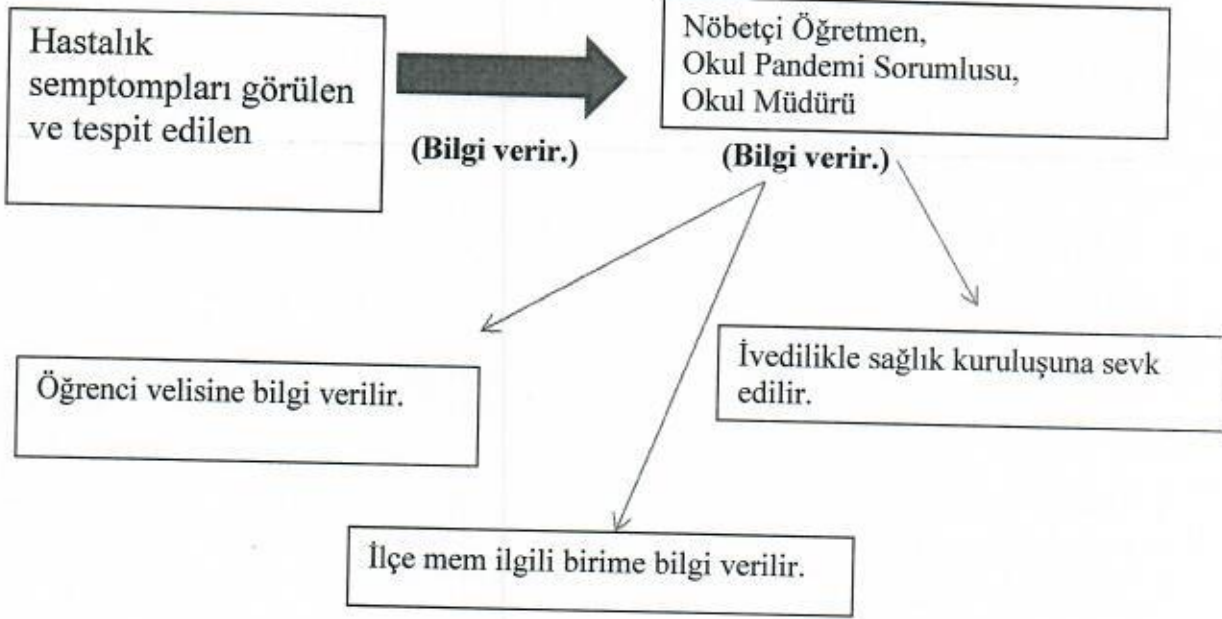 Hastalık
semptompları görülen
ve tespit edilen
(Bilgi verir.)
Nöbetçi Öğretmen,
Okul Pandemi Sorumlusu,
Okul Müdürü
(Bilgi verir.)
Öğrenci velisine bilgi verilir.
İvedilikle sağlık kuruluşuna sevk
edilir.
İlçe mem ilgili birime bilgi verilir.